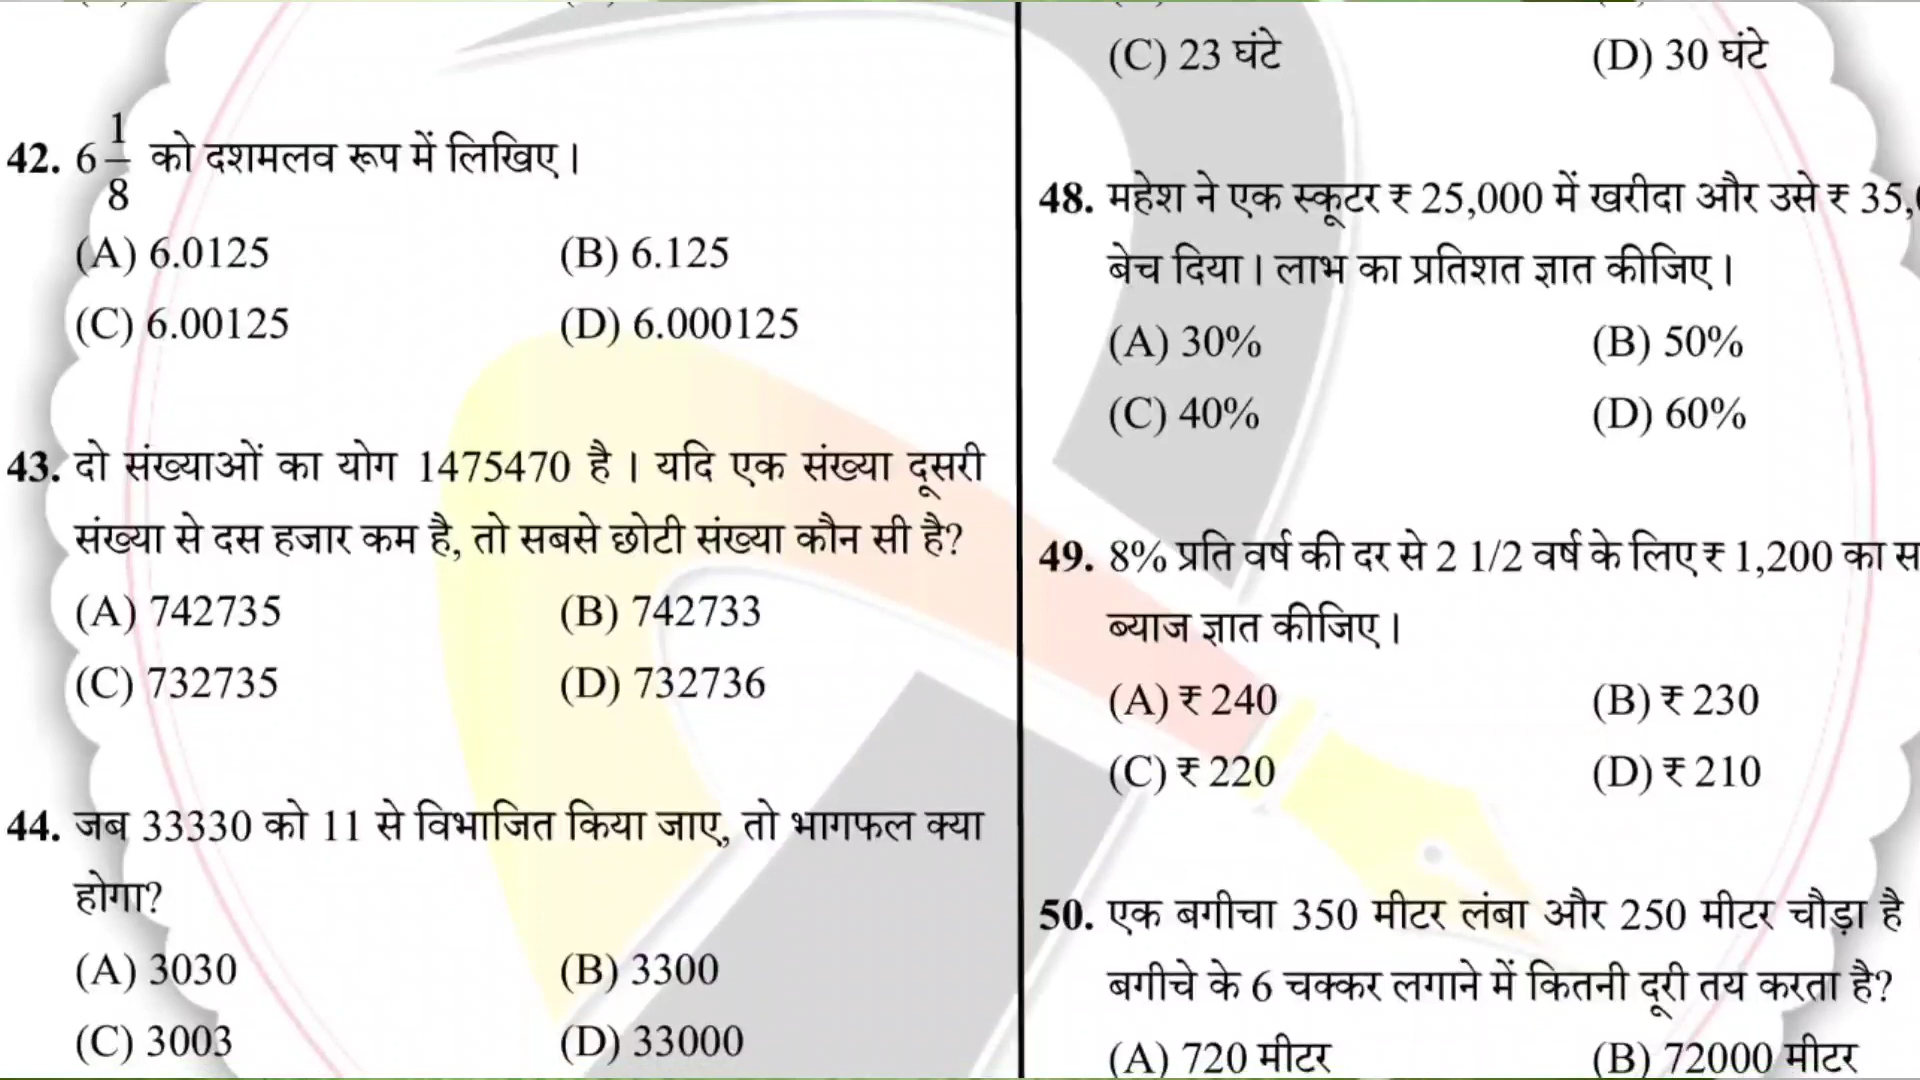 42. 6 1/8 को दशमलव रूप में लिखिए।
(A) 6.0125 (B) 6.125
(C) 6.00125 (D) 6.000125
43. दो संख्याओं का योग 1475470 है। यदि एक संख्या दूसरी
संख्या से दस हजार कम है, तो सबसे छोटी संख्या कौन सी है?
(A) 742735 (B) 742733
(C) 732735 (D) 732736
44. जब 33330 को 11 से विभाजित किया जाए, तो भागफल क्या
होगा?
(A) 3030 (B) 3300
(C) 3003 (D) 33000
(C) 23 घंटे (D) 30 घंटे
48. महेश ने एक स्कूटर ₹ 25,000 में खरीदा और उसे ₹ 35,
बेच दिया। लाभ का प्रतिशत ज्ञात कीजिए।
(A) 30% (B) 50%
(C) 40% (D) 60%
49. 8% प्रति वर्ष की दर से 2 1/2 वर्ष के लिए ₹ 1,200 का स
ब्याज ज्ञात कीजिए।
(A) ₹ 240 (B) ₹ 230
(C) ₹ 220 (D) ₹ 210
50. एक बगीचा 350 मीटर लंबा और 250 मीटर चौड़ा है
बगीचे के 6 चक्कर लगाने में कितनी दूरी तय करता है?
(A) 720 मीटर (B) 72000 मीटर